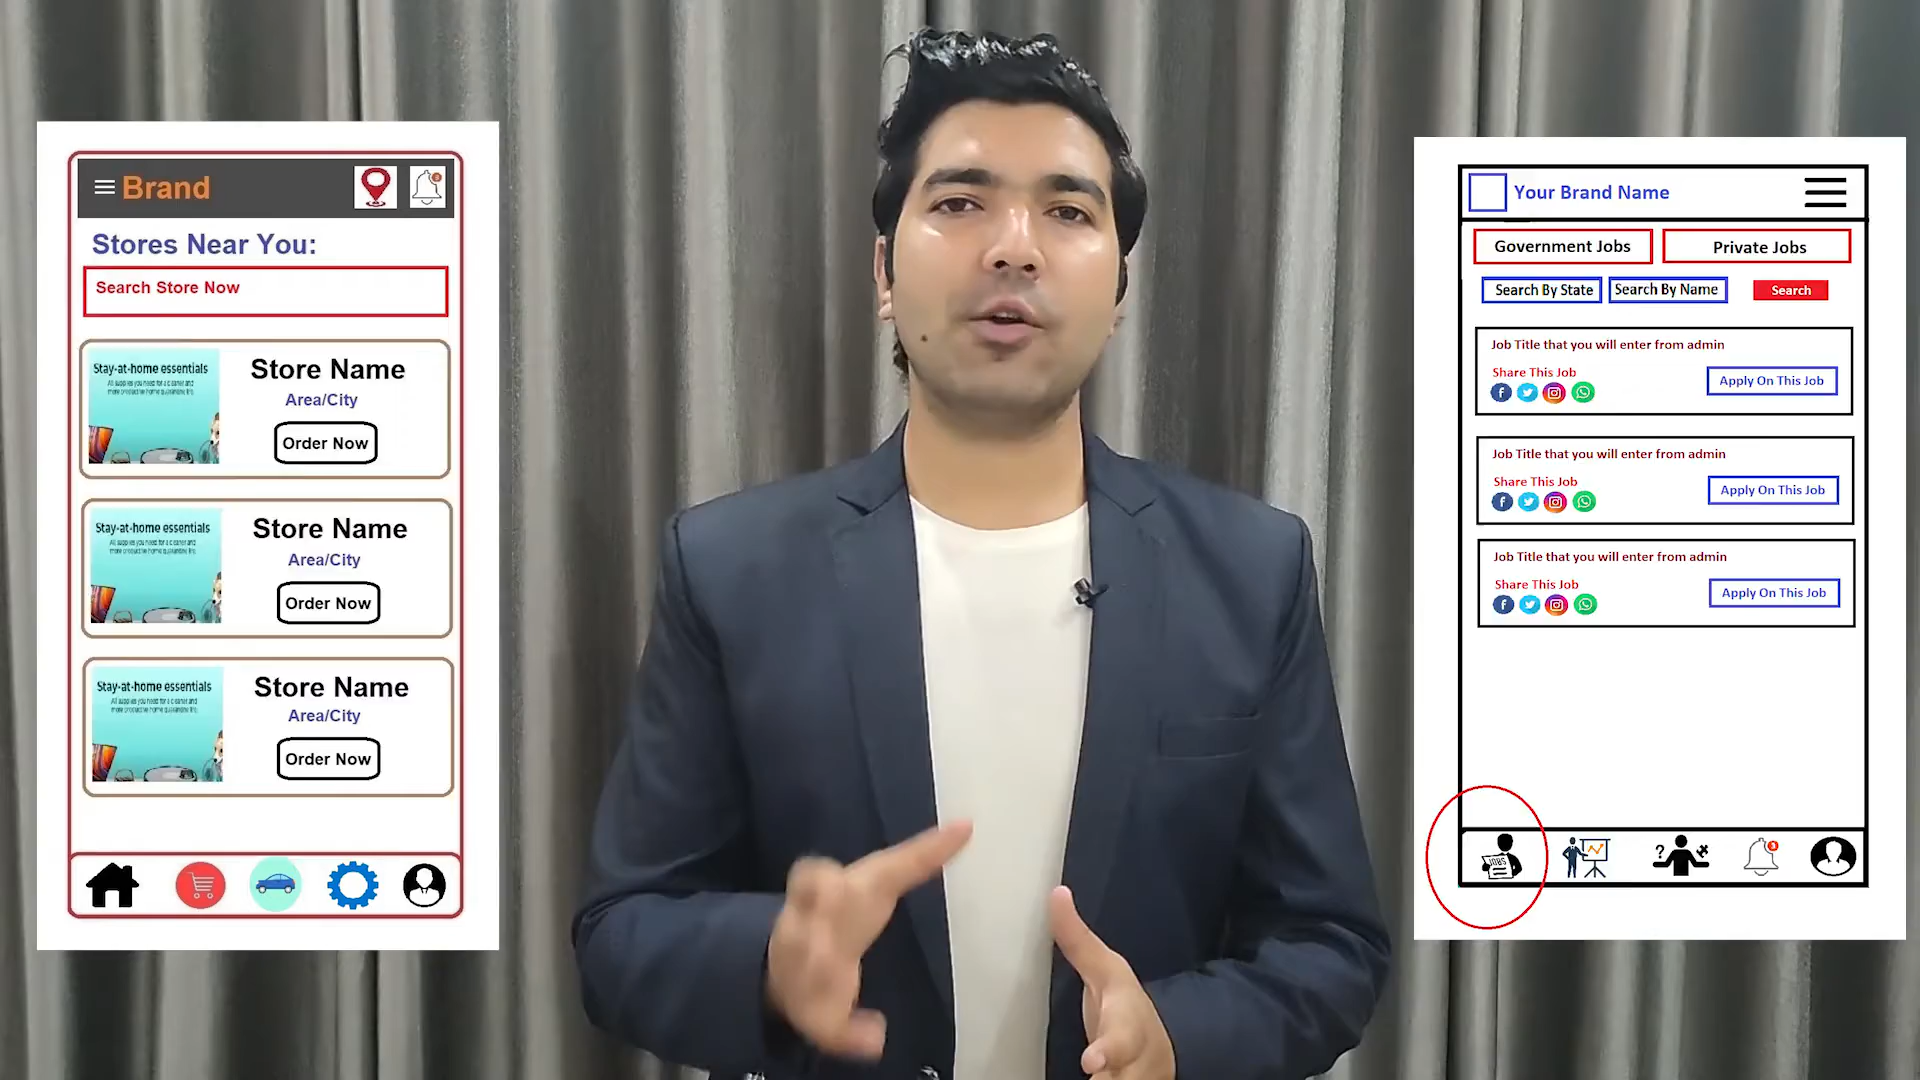 Brand
Stores Near You:
Search Store Now
Stay-at-home essentials
Store Name
Area/City
Order Now
Stay-at-home essentials
Store Name
Area/City
Order Now
Stay-at-home essentials
Store Name
Area/City
Order Now
Your Brand Name
Government Jobs
Private Jobs
Search By State
Search By Name
Search
Job Title that you will enter from admin
Share This Job
Apply On This Job
Job Title that you will enter from admin
Share This Job
Apply On This Job
Job Title that you will enter from admin
Share This Job
Apply On This Job
JOBS
3